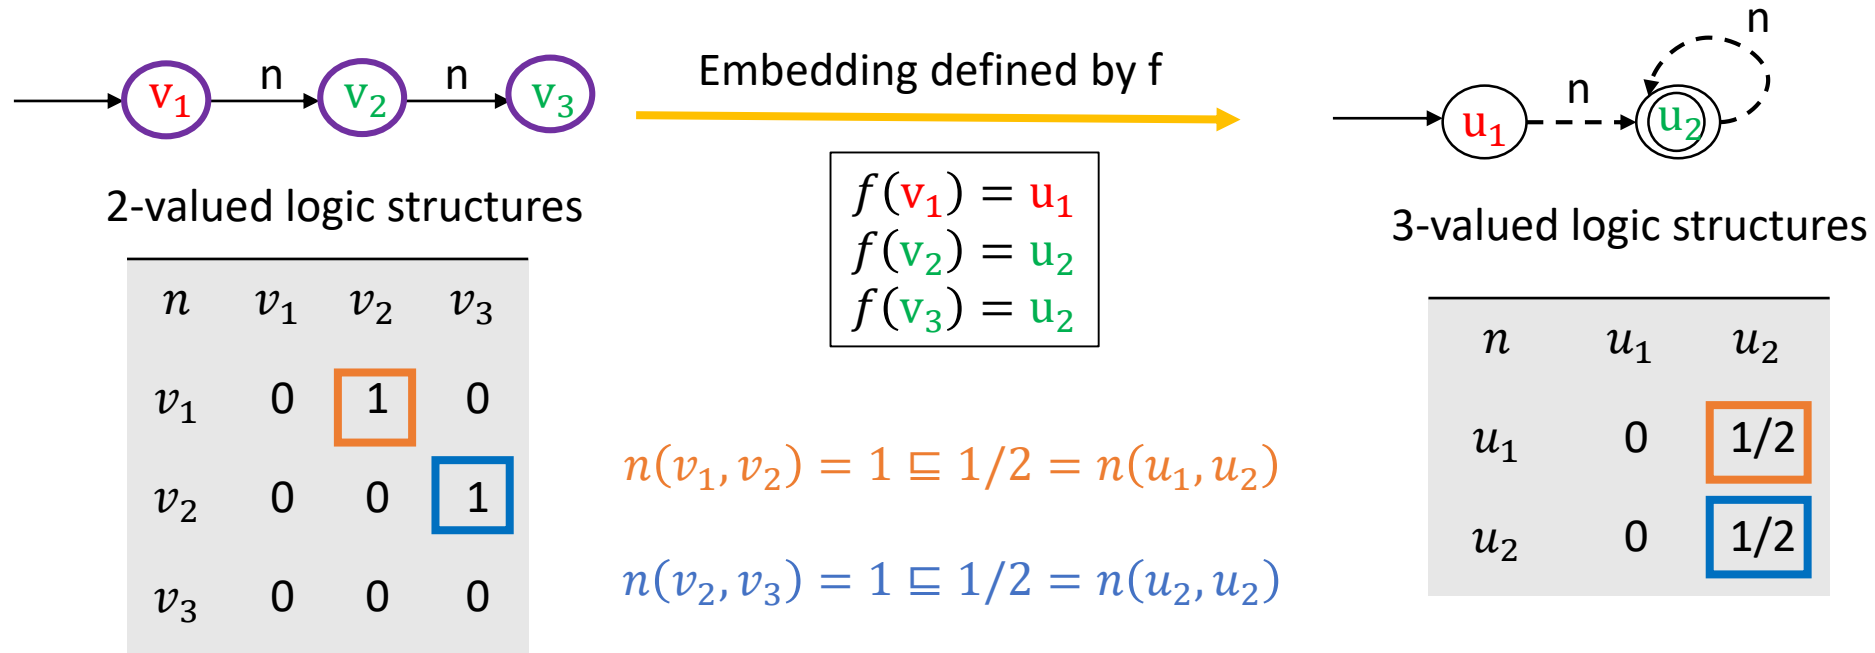 n n
v₁ v₂ v₃
Embedding defined by f
n
n
u₁ u₂
2-valued logic structures
f(v₁) = u₁
f(v₂) = u₂
f(v₃) = u₂
3-valued logic structures
n v₁ v₂ v₃
v₁ 0 1 0
v₂ 0 0 1
v₃ 0 0 0
n(v₁, v₂) = 1 ⊑ 1/2 = n(u₁, u₂)
n(v₂, v₃) = 1 ⊑ 1/2 = n(u₂, u₂)
n u₁ u₂
u₁ 0 1/2
u₂ 0 1/2